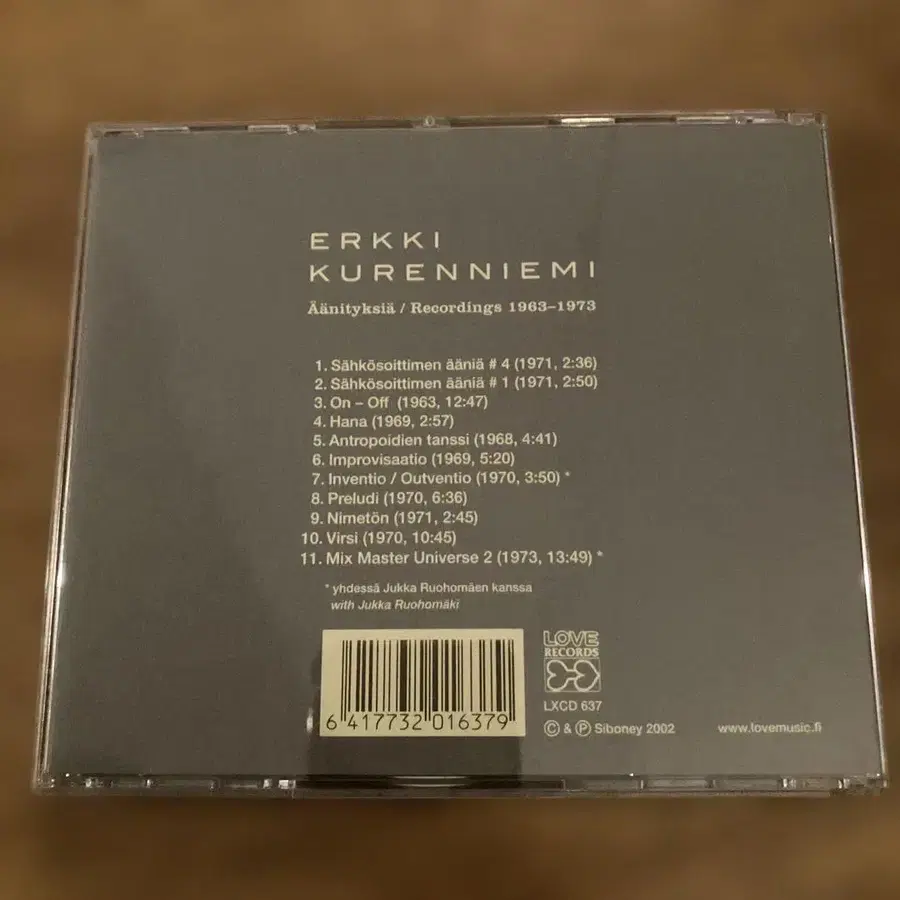 ERKKI
KURENNIEMI
Äänityksiä / Recordings 1963–1973
1. Sähkösoittimen ääniä # 4 (1971, 2:36)
2. Sähkösoittimen ääniä # 1 (1971, 2:50)
3. On – Off (1963, 12:47)
4. Hana (1969, 2:57)
5. Antropoidien tanssi (1968, 4:41)
6. Improvisaatio (1969, 5:20)
7. Inventio / Outventio (1970, 3:50) *
8. Preludi (1970, 6:36)
9. Nimetön (1971, 2:45)
10. Virsi (1970, 10:45)
11. Mix Master Universe 2 (1973, 13:49) *
* yhdessä Jukka Ruohomäen kanssa
with Jukka Ruohomäki
6 417732 016379
LOVE
RECORDS
LXCD 637
© & ℗ Siboney 2002
www.lovemusic.fi